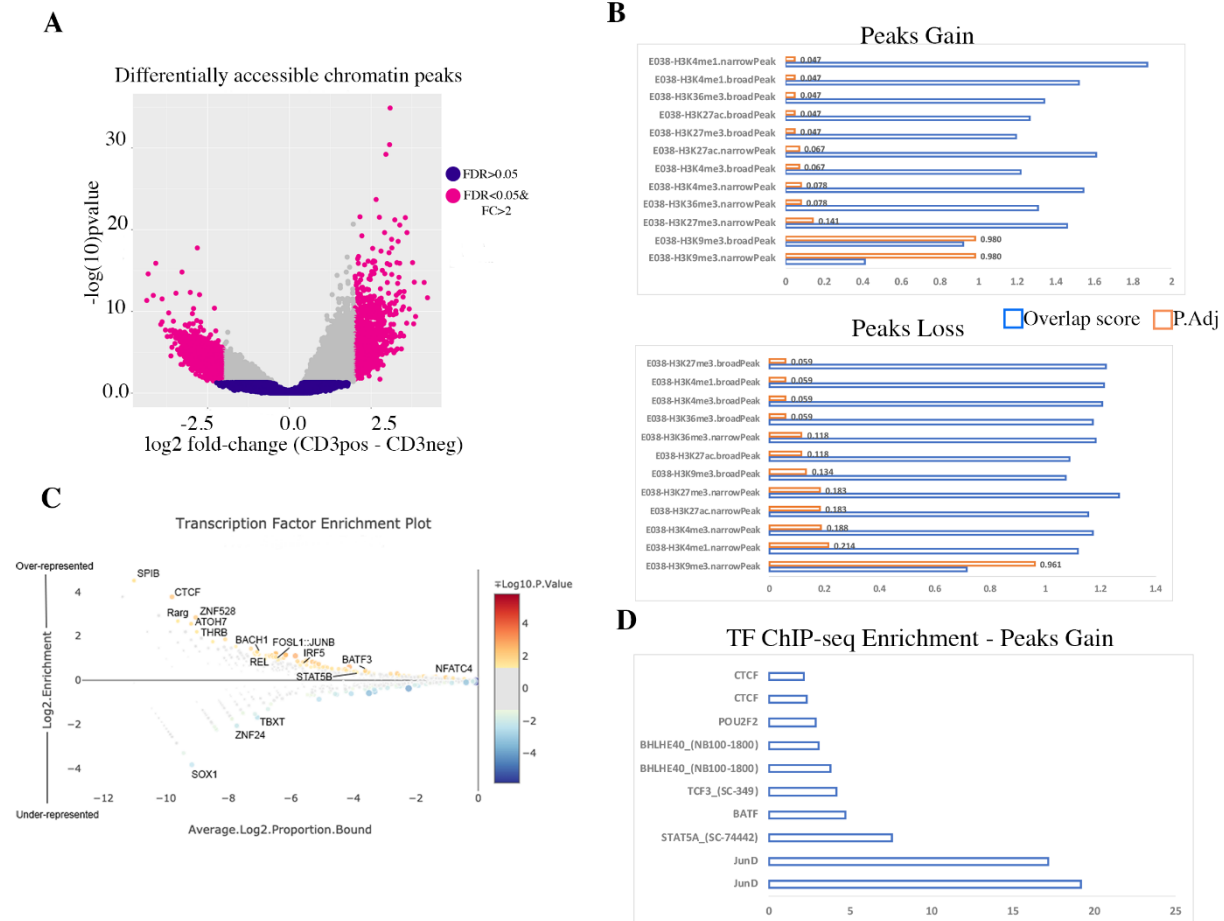 A
Differentially accessible chromatin peaks
-log(10)pvalue
30
20
10
0.0
-2.5
0.0
2.5
log2 fold-change (CD3pos - CD3neg)
FDR>0.05
FDR<0.05&
FC>2
B
Peaks Gain
E038-H3K4me1.narrowPeak 0.047
E038-H3K4me1.broadPeak 0.047
E038-H3K36me3.broadPeak 0.047
E038-H3K27ac.broadPeak 0.047
E038-H3K27me3.broadPeak 0.047
E038-H3K27ac.narrowPeak 0.067
E038-H3K4me3.broadPeak 0.067
E038-H3K4me3.narrowPeak 0.078
E038-H3K36me3.narrowPeak 0.078
E038-H3K27me3.narrowPeak 0.141
E038-H3K9me3.broadPeak 0.980
E038-H3K9me3.narrowPeak 0.980
0 0.2 0.4 0.6 0.8 1 1.2 1.4 1.6 1.8 2
Overlap score P.Adj
Peaks Loss
E038-H3K27me3.broadPeak 0.059
E038-H3K4me1.broadPeak 0.059
E038-H3K4me3.broadPeak 0.059
E038-H3K36me3.broadPeak 0.059
E038-H3K36me3.narrowPeak 0.118
E038-H3K27ac.broadPeak 0.118
E038-H3K9me3.broadPeak 0.134
E038-H3K27me3.narrowPeak 0.183
E038-H3K27ac.narrowPeak 0.183
E038-H3K4me3.narrowPeak 0.188
E038-H3K4me1.narrowPeak 0.214
E038-H3K9me3.narrowPeak 0.961
0 0.2 0.4 0.6 0.8 1 1.2 1.4
C
Transcription Factor Enrichment Plot
Over-represented
Log2.Enrichment
Under-represented
4
2
0
−2
−4
SPIB
CTCF
Rarg
ZNF528
ATOH7
THRB
BACH1
FOSL1::JUNB
REL
IRF5
BATF3
STAT5B
NFATC4
TBXT
ZNF24
SOX1
−12 −10 −8 −6 −4 −2 0
Average.Log2.Proportion.Bound
∓Log10.P.Value
4
2
0
−2
−4
D
TF ChIP-seq Enrichment - Peaks Gain
CTCF
CTCF
POU2F2
BHLHE40_(NB100-1800)
BHLHE40_(NB100-1800)
TCF3_(SC-349)
BATF
STAT5A_(SC-74442)
JunD
JunD
0 5 10 15 20 25